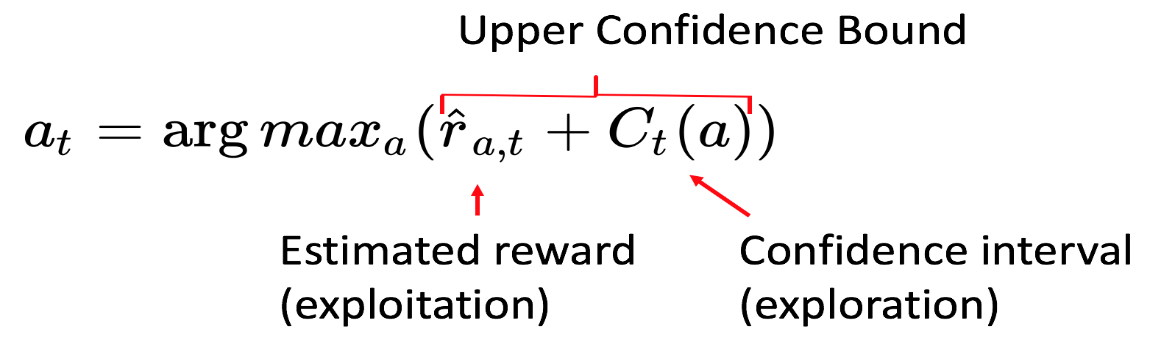 Upper Confidence Bound
a_t = arg max_a(r̂_{a,t} + C_t(a))
Estimated reward
(exploitation)
Confidence interval
(exploration)